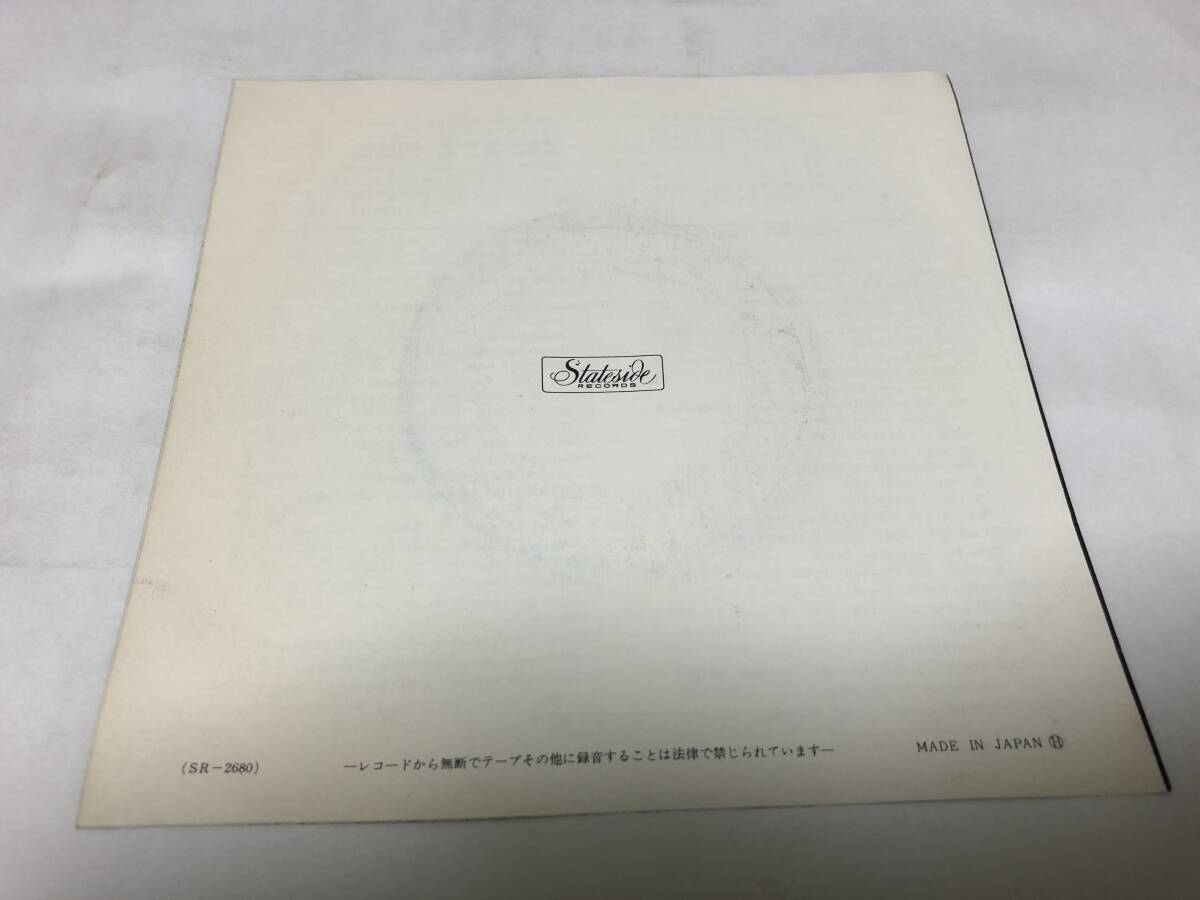 Stateside
RECORDS
(SR-2680)
―レコードから無断でテープその他に録音することは法律で禁じられています―
MADE IN JAPAN Ⓗ